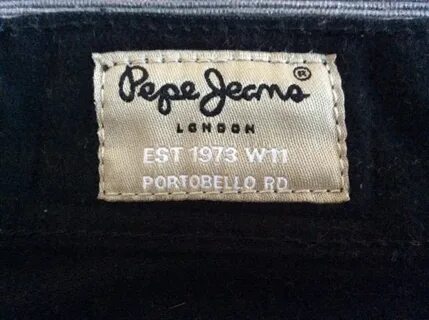 Pepe Jeans®
LONDON
EST 1973 W11
PORTOBELLO RD